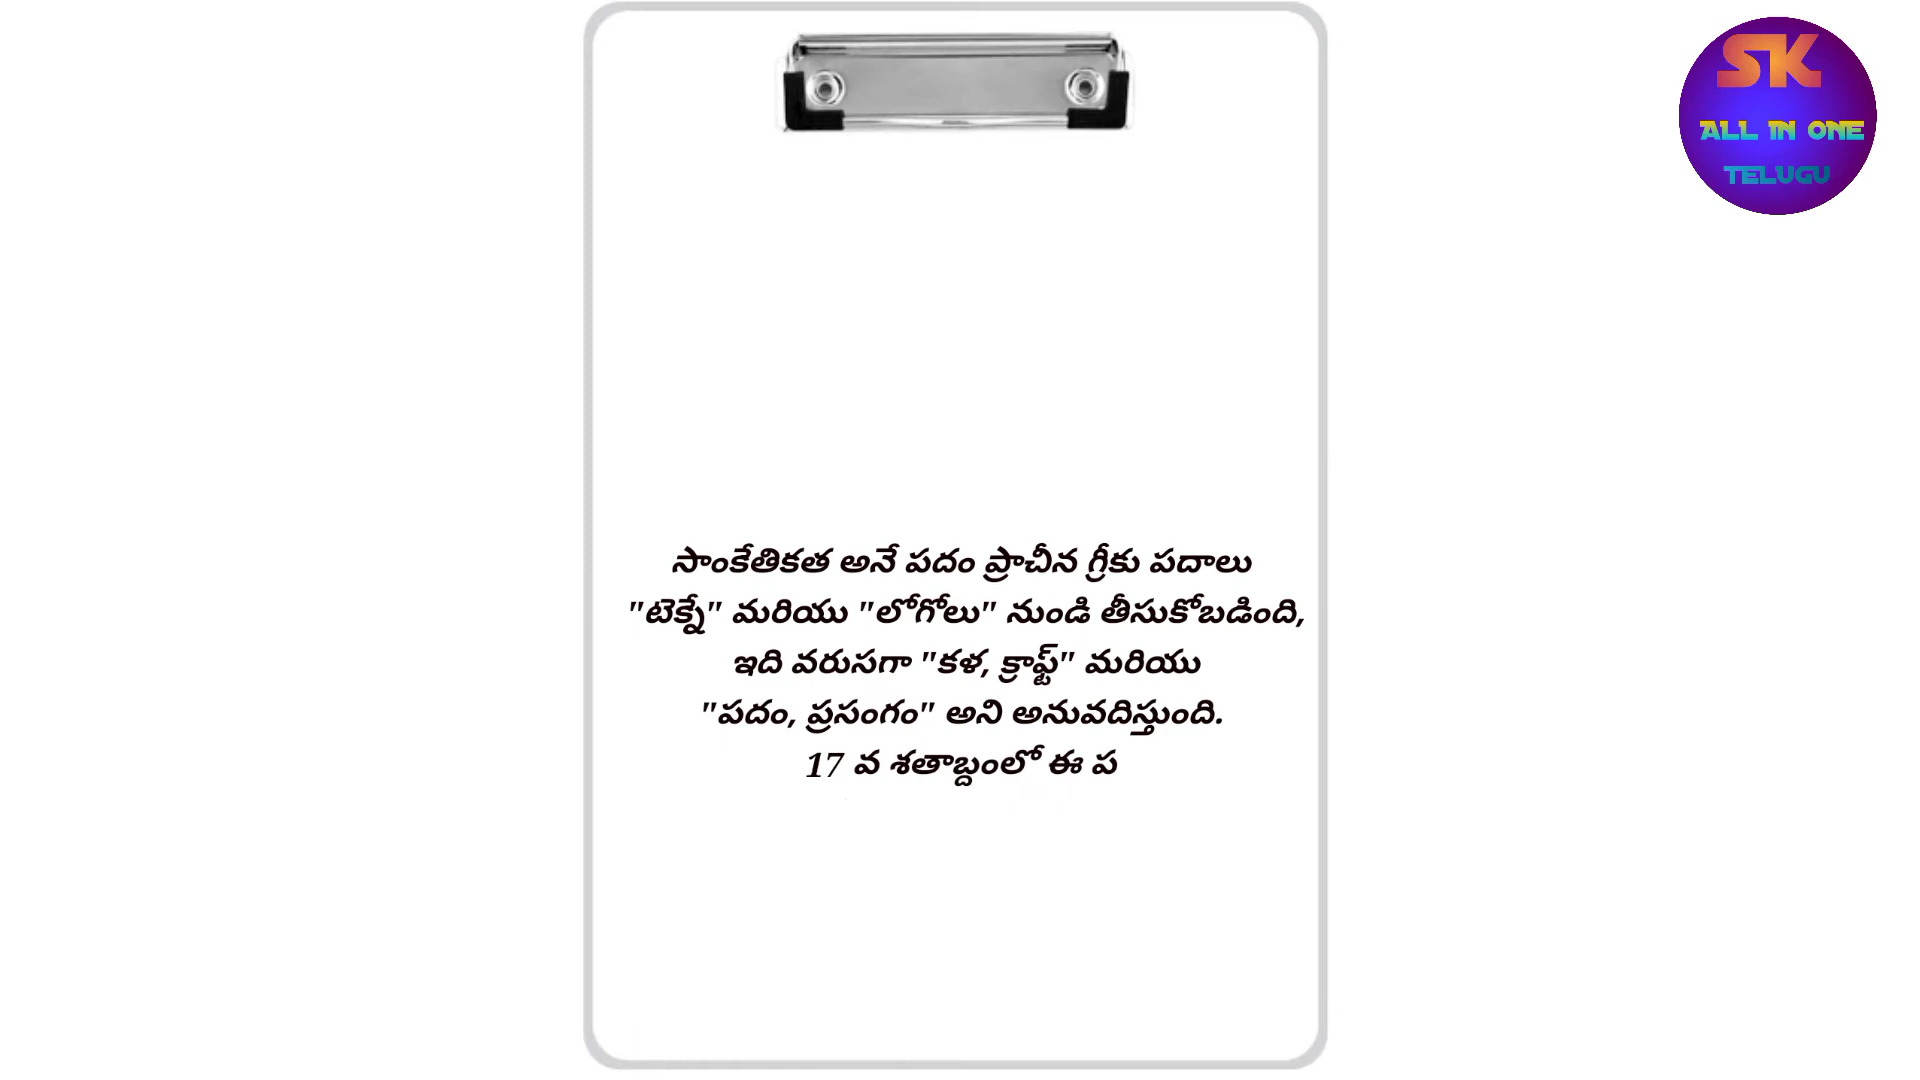 SK
ALL IN ONE
TELUGU
సాంకేతికత అనే పదం ప్రాచీన గ్రీకు పదాలు
"టెక్నే" మరియు "లోగోలు" నుండి తీసుకోబడింది,
ఇది వరుసగా "కళ, క్రాఫ్ట్" మరియు
"పదం, ప్రసంగం" అని అనువదిస్తుంది.
17 వ శతాబ్దంలో ఈ ప